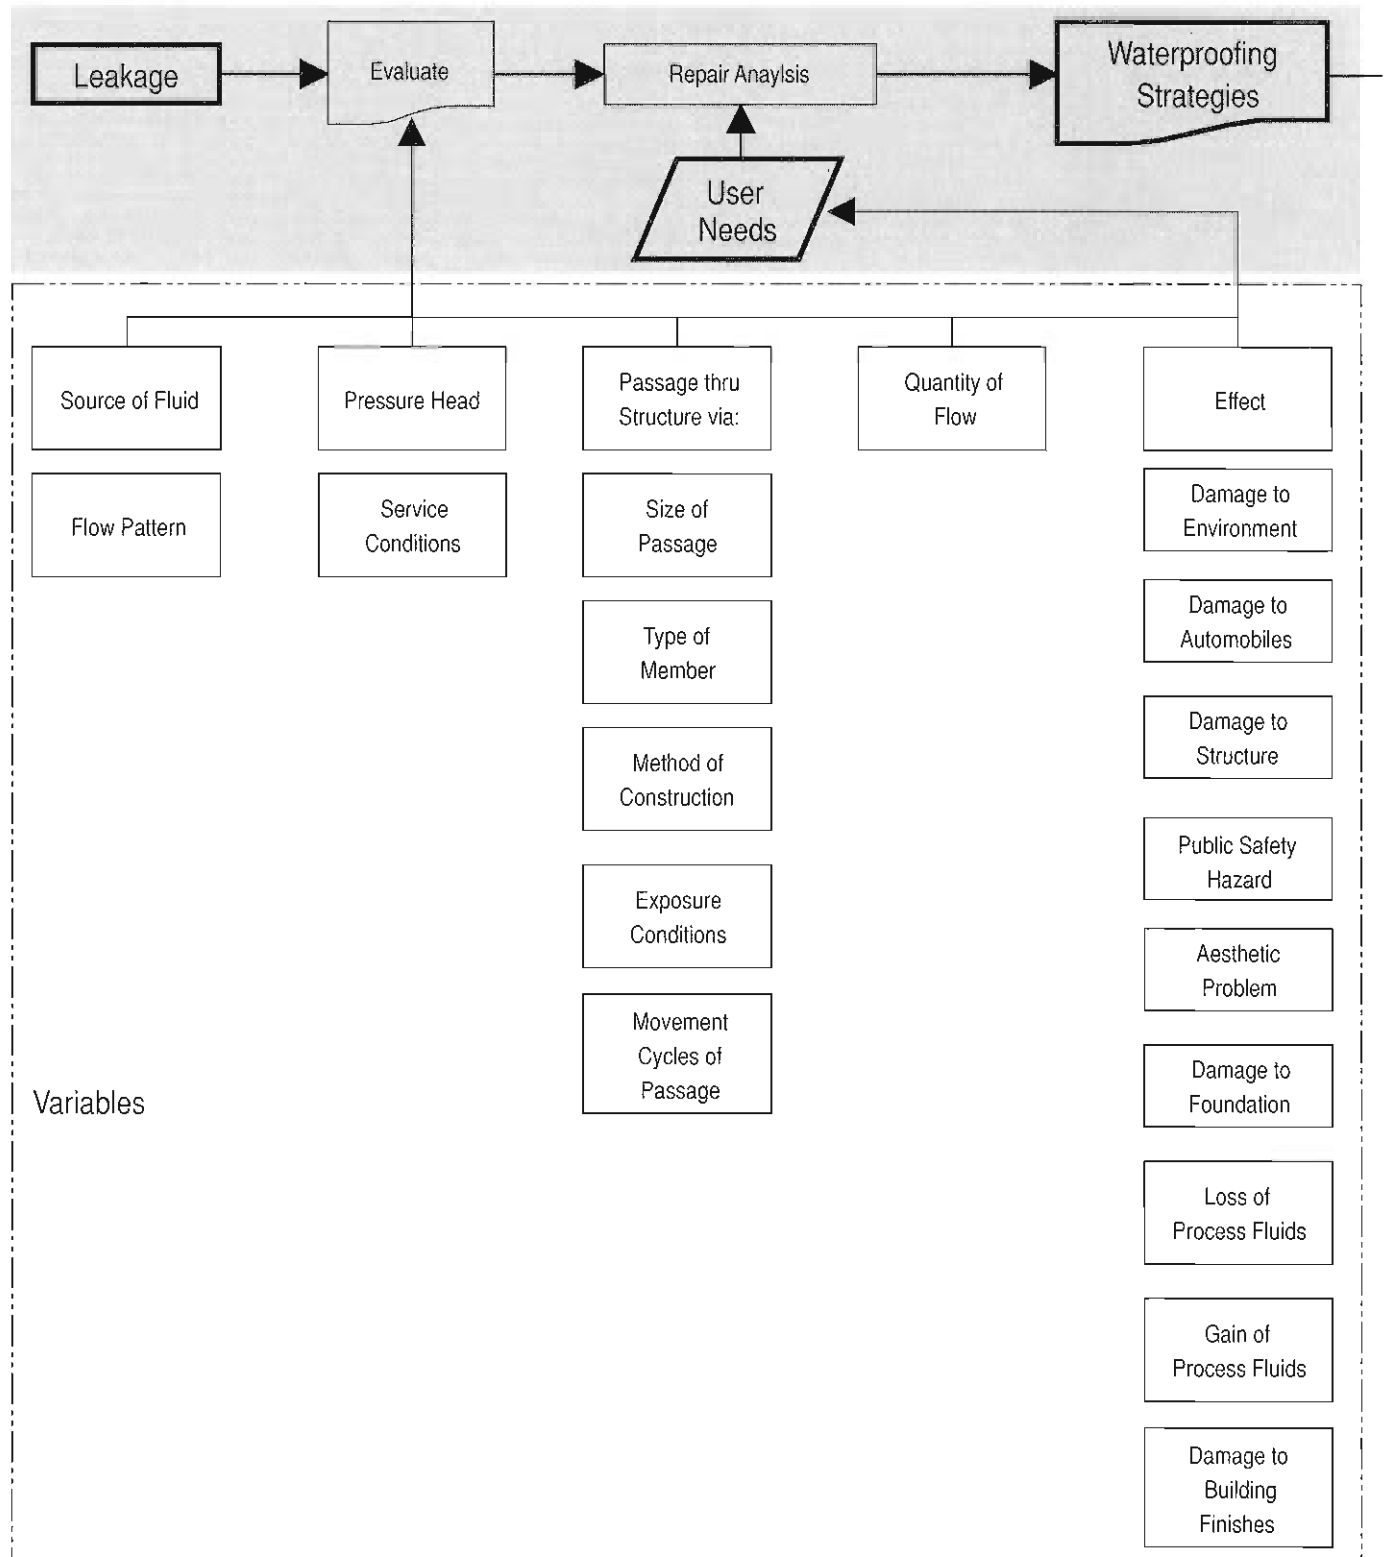 Leakage
Evaluate
Repair Anaylsis
Waterproofing
Strategies
User
Needs
Source of Fluid
Pressure Head
Passage thru
Structure via:
Quantity of
Flow
Effect
Flow Pattern
Service
Conditions
Size of
Passage
Damage to
Environment
Type of
Member
Damage to
Automobiles
Method of
Construction
Damage to
Structure
Exposure
Conditions
Public Safety
Hazard
Aesthetic
Problem
Movement
Cycles of
Passage
Damage to
Foundation
Variables
Loss of
Process Fluids
Gain of
Process Fluids
Damage to
Building
Finishes